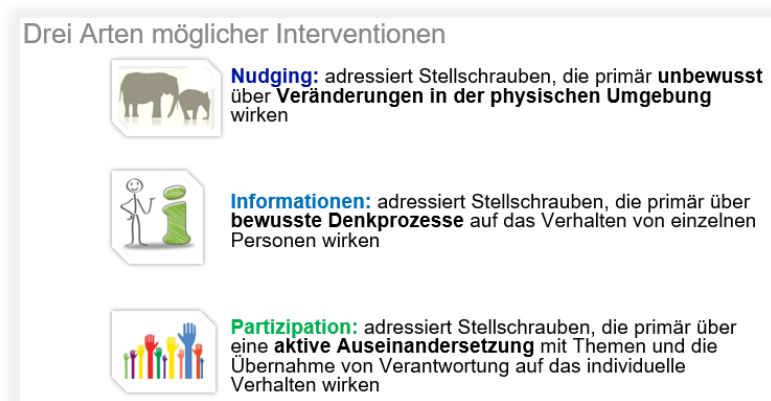 Drei Arten möglicher Interventionen
Nudging: adressiert Stellschrauben, die primär unbewusst
über Veränderungen in der physischen Umgebung
wirken
Informationen: adressiert Stellschrauben, die primär über
bewusste Denkprozesse auf das Verhalten von einzelnen
Personen wirken
Partizipation: adressiert Stellschrauben, die primär über
eine aktive Auseinandersetzung mit Themen und die
Übernahme von Verantwortung auf das individuelle
Verhalten wirken